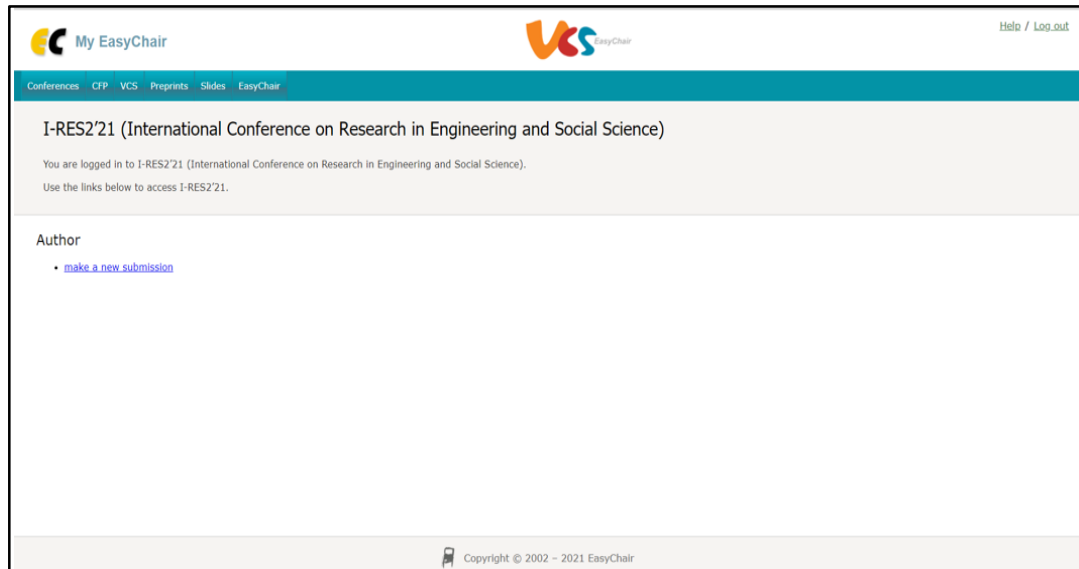 EC My EasyChair
VCS EasyChair
Help / Log out
Conferences CFP VCS Preprints Slides EasyChair
I-RES2'21 (International Conference on Research in Engineering and Social Science)
You are logged in to I-RES2'21 (International Conference on Research in Engineering and Social Science).
Use the links below to access I-RES2'21.
Author
• make a new submission
Copyright © 2002 – 2021 EasyChair